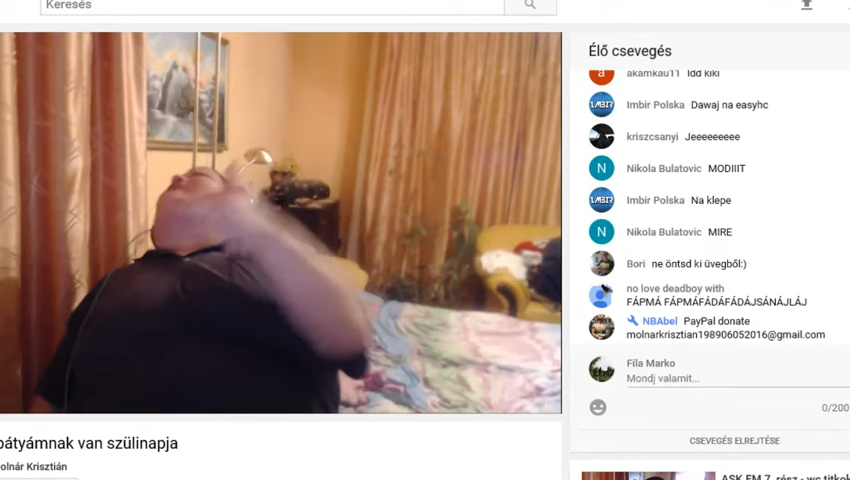 Keresés
Élő csevegés
akamkau11 Idd kiki
Imbir Polska Dawaj na easyhc
kriszcsanyi Jeeeeeeeee
N Nikola Bulatovic MODIIIT
Imbir Polska Na klepe
N Nikola Bulatovic MIRE
Bori ne öntsd ki üvegből:)
no love deadboy with
FÁPMÁ FÁPMÁFÁDÁFÁDÁJSÁNÁJLÁJ
NBAbel PayPal donate
molnarkrisztian198906052016@gmail.com
Fila Marko
Mondj valamit...
0/200
CSEVEGÉS ELREJTÉSE
bátyámnak van szülinapja
olnár Krisztián
ASK FM 7. rész - wc titkok